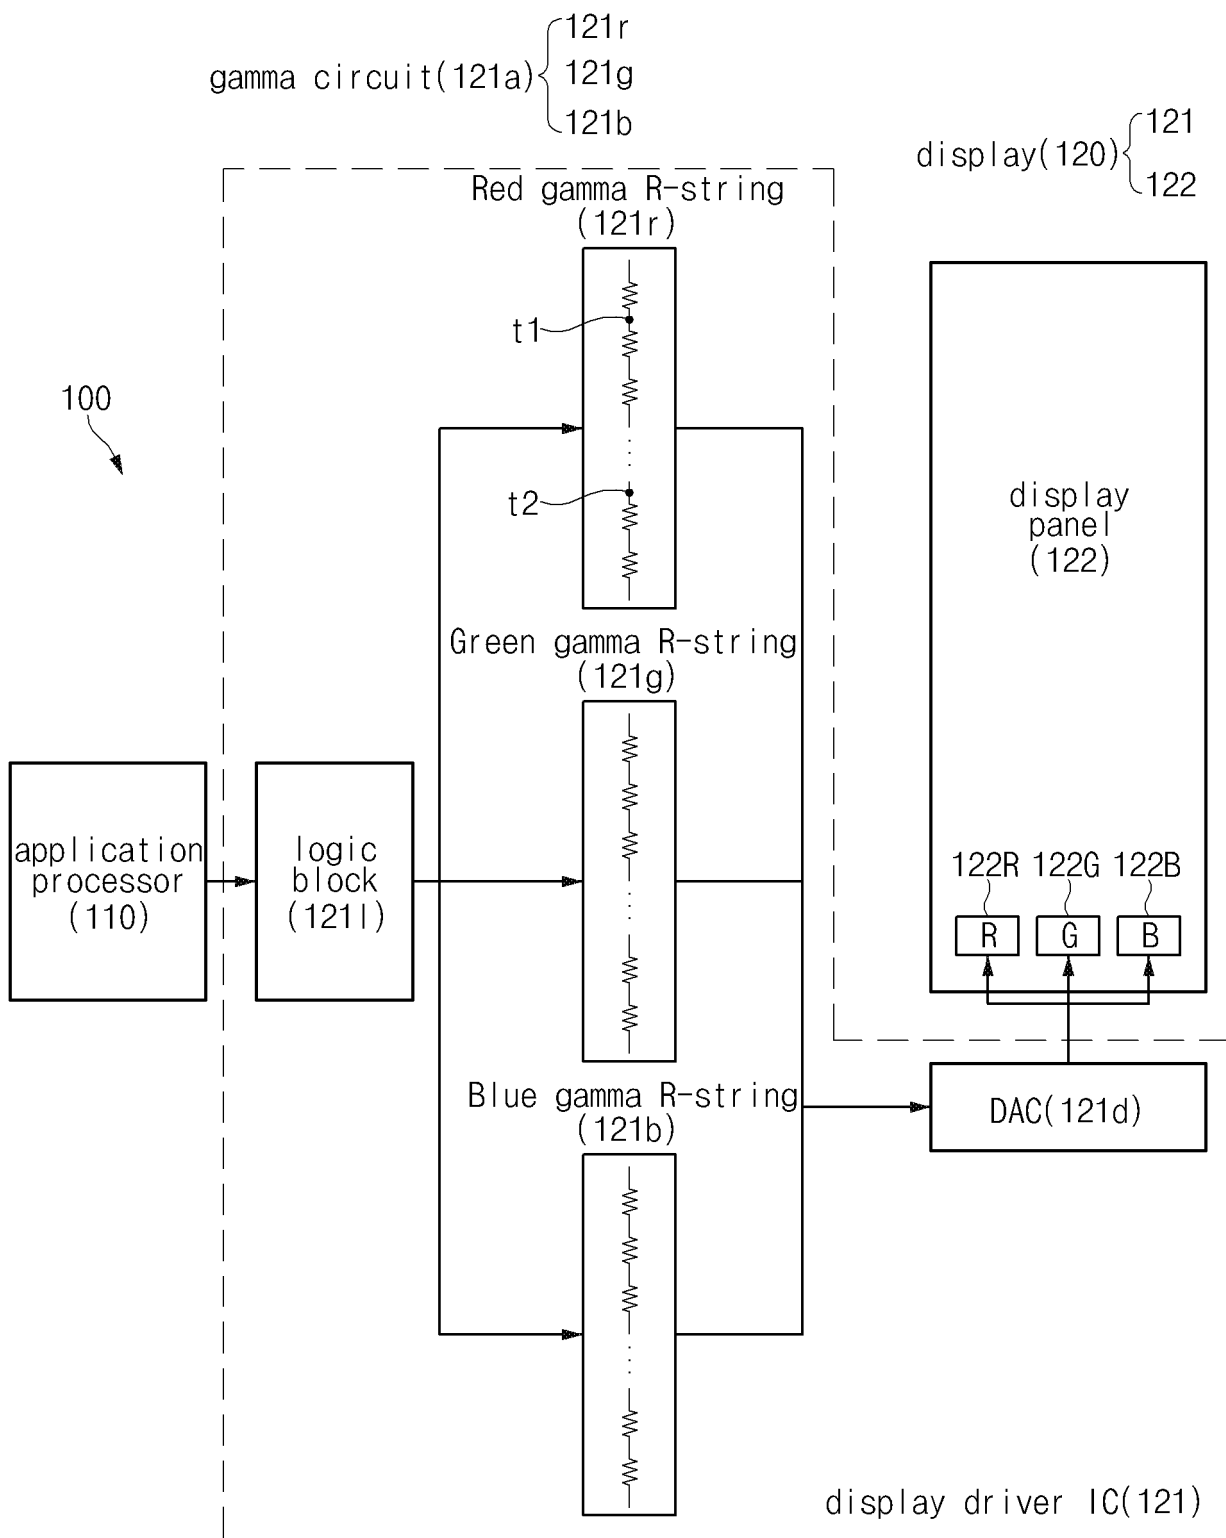 121r
gamma circuit(121a)
121g
121b
121
display(120)
122
Red gamma R-string
(121r)
t1
100
t2
display
panel
(122)
Green gamma R-string
(121g)
application
processor
(110)
logic
block
(121l)
122R 122G 122B
R G B
Blue gamma R-string
(121b)
DAC(121d)
display driver IC(121)